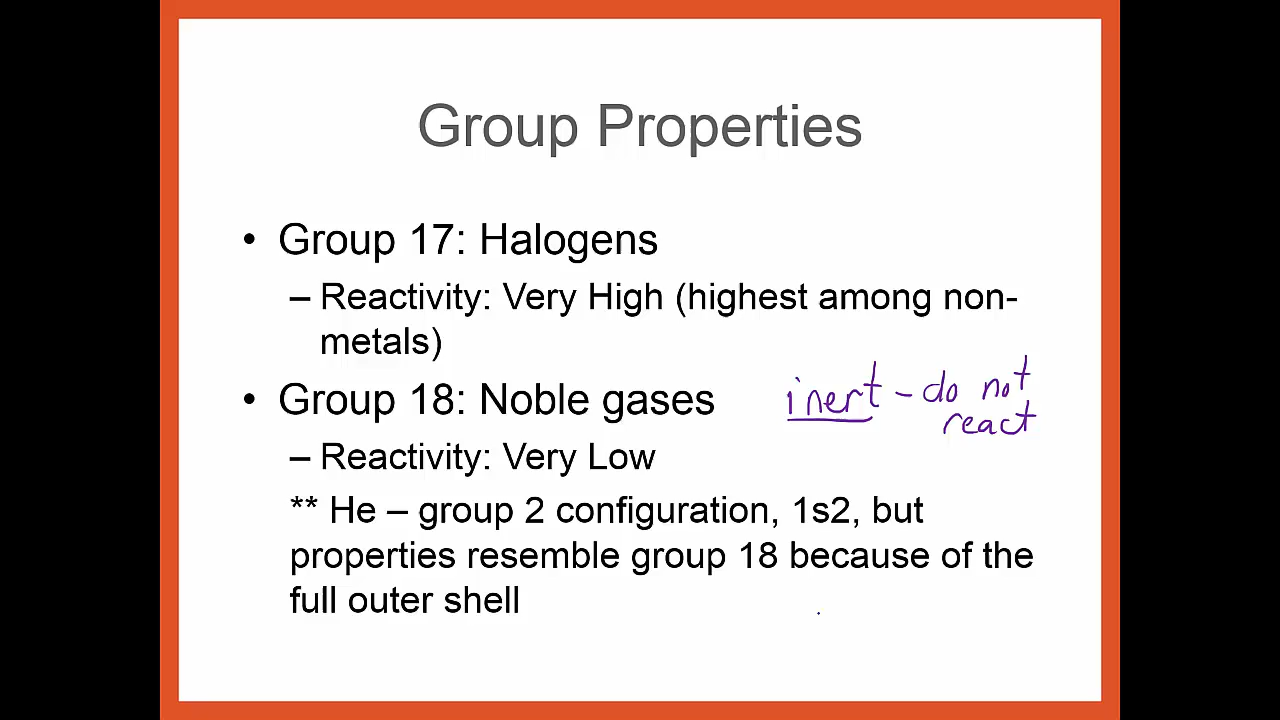 Group Properties
• Group 17: Halogens
– Reactivity: Very High (highest among non-
metals)
• Group 18: Noble gases
inert – do not
react
– Reactivity: Very Low
** He – group 2 configuration, 1s2, but
properties resemble group 18 because of the
full outer shell